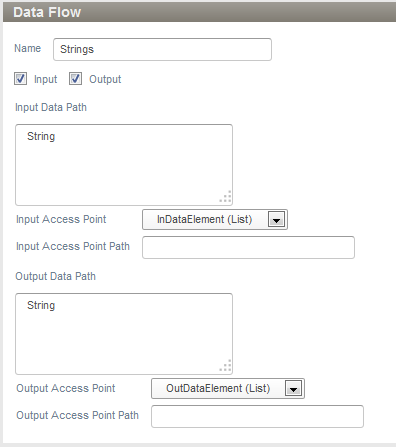 Data Flow
Name Strings
Input Output
Input Data Path
String
Input Access Point InDataElement (List)
Input Access Point Path
Output Data Path
String
Output Access Point OutDataElement (List)
Output Access Point Path